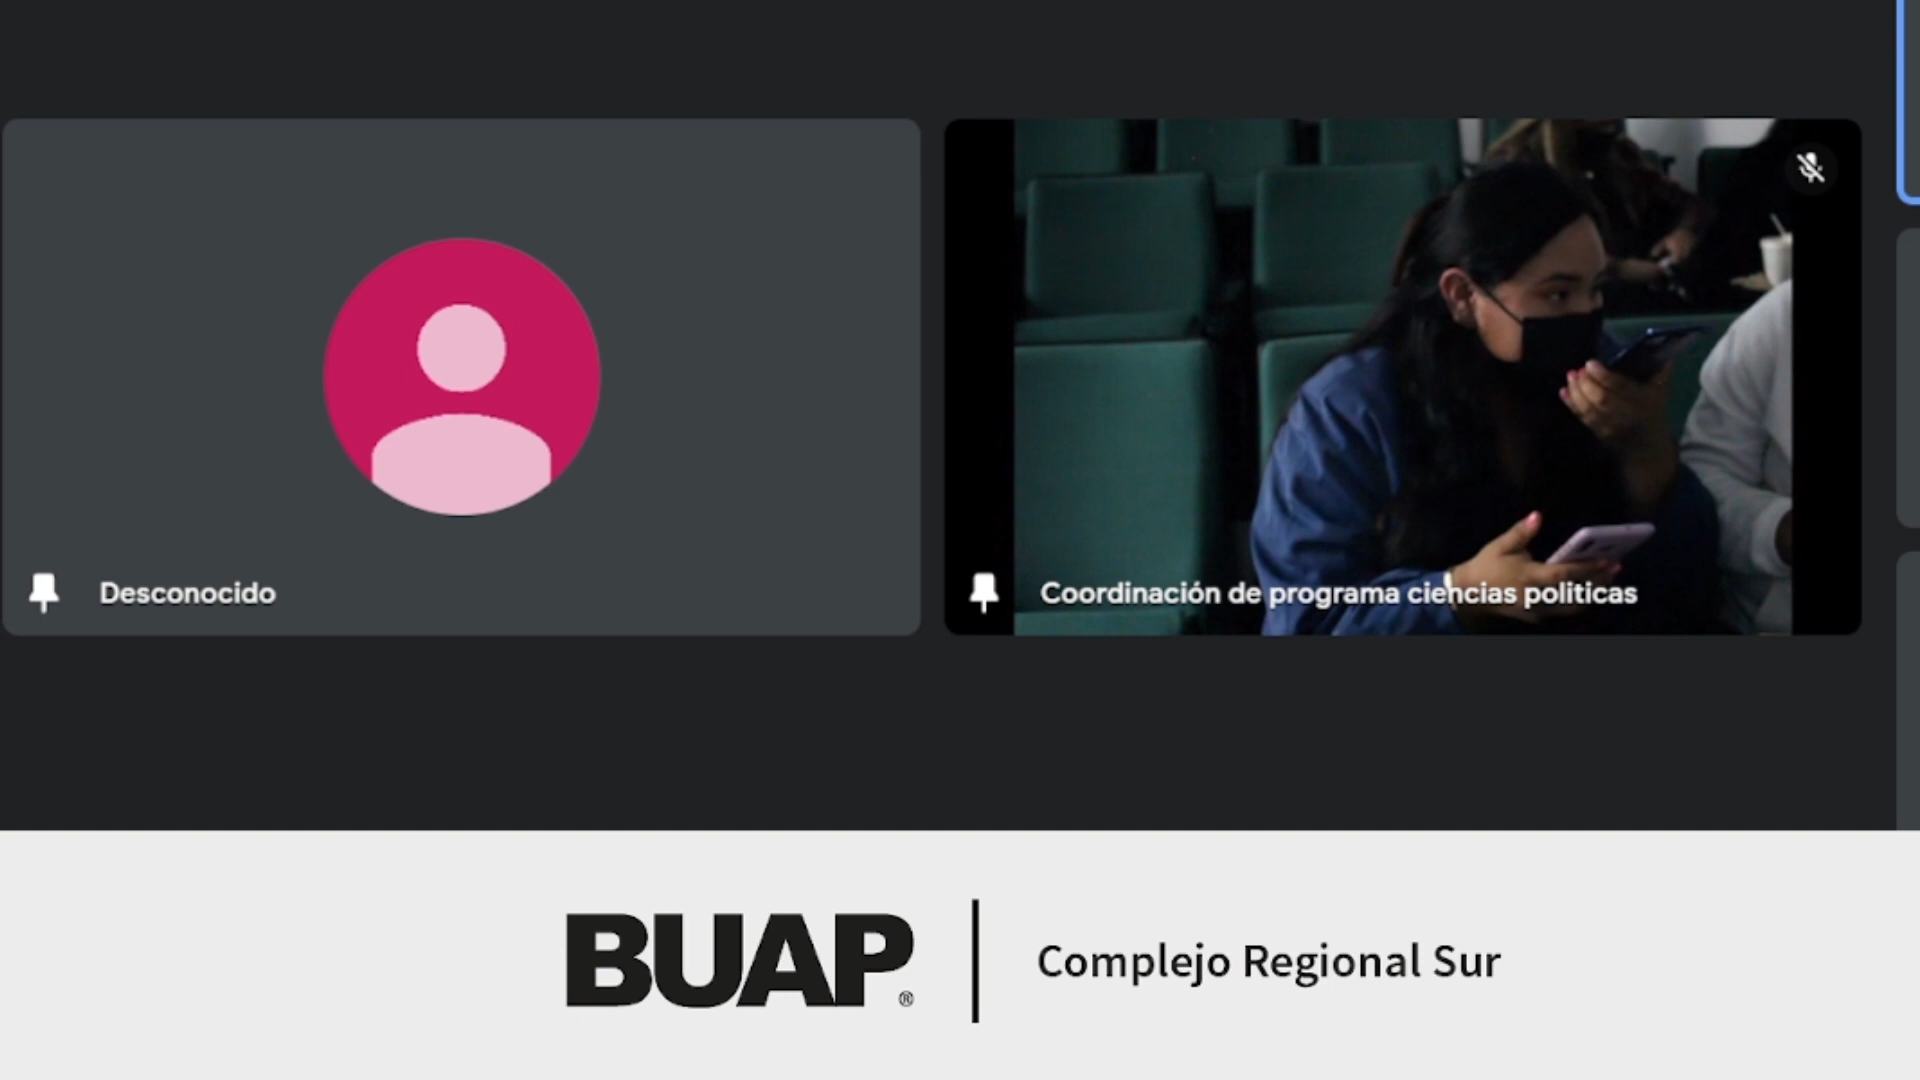 Desconocido
Coordinación de programa ciencias politicas
BUAP®
Complejo Regional Sur